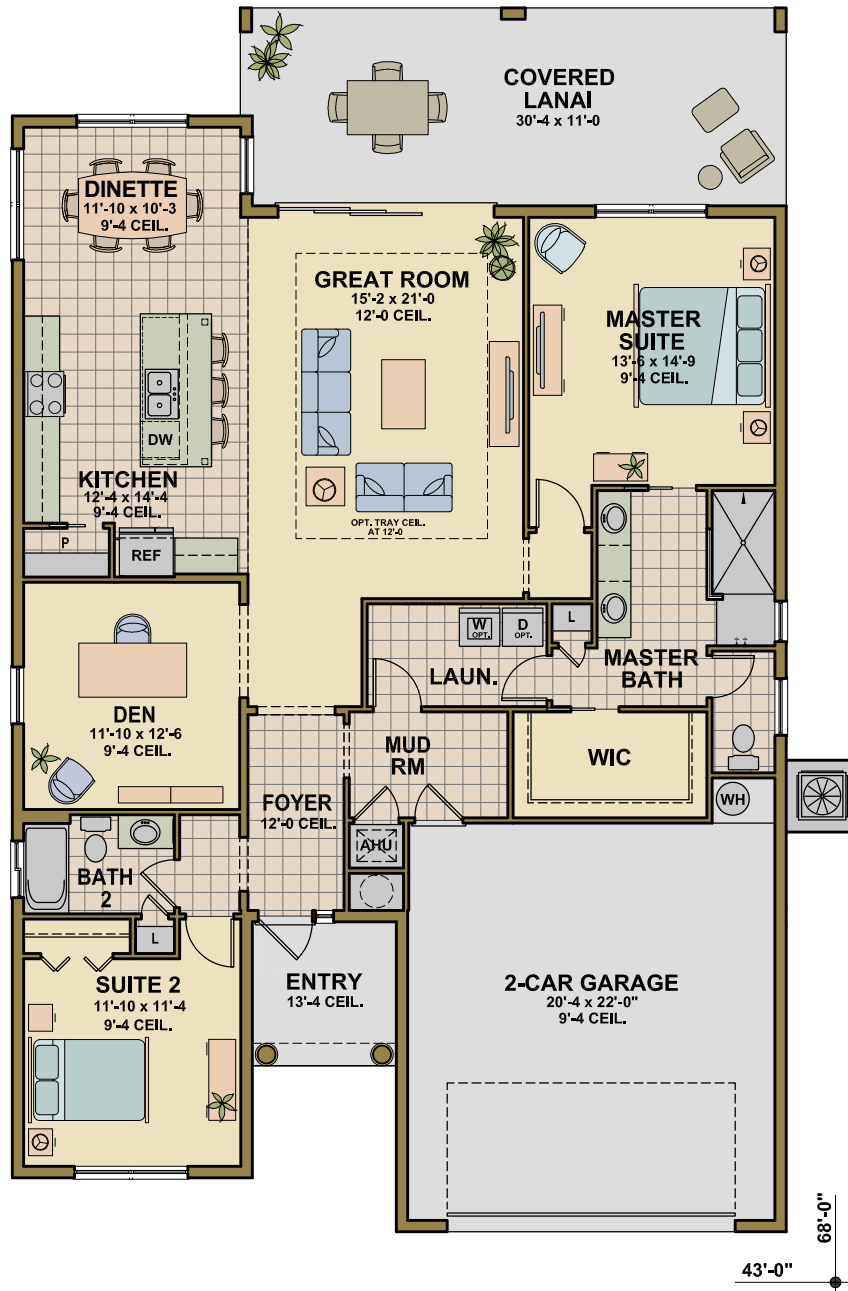 COVERED
LANAI
30'-4 x 11'-0
DINETTE
11'-10 x 10'-3
9'-4 CEIL.
GREAT ROOM
15'-2 x 21'-0
12'-0 CEIL.
MASTER
SUITE
13'-6 x 14'-9
9'-4 CEIL.
DW
KITCHEN
12'-4 x 14'-4
9'-4 CEIL.
OPT. TRAY CEIL.
AT 12'-0
P
REF
W
OPT.
D
OPT.
L
LAUN.
MASTER
BATH
DEN
11'-10 x 12'-6
9'-4 CEIL.
MUD
RM
WIC
FOYER
12'-0 CEIL.
WH
AHU
BATH
2
L
SUITE 2
11'-10 x 11'-4
9'-4 CEIL.
ENTRY
13'-4 CEIL.
2-CAR GARAGE
20'-4 x 22'-0"
9'-4 CEIL.
68'-0"
43'-0"